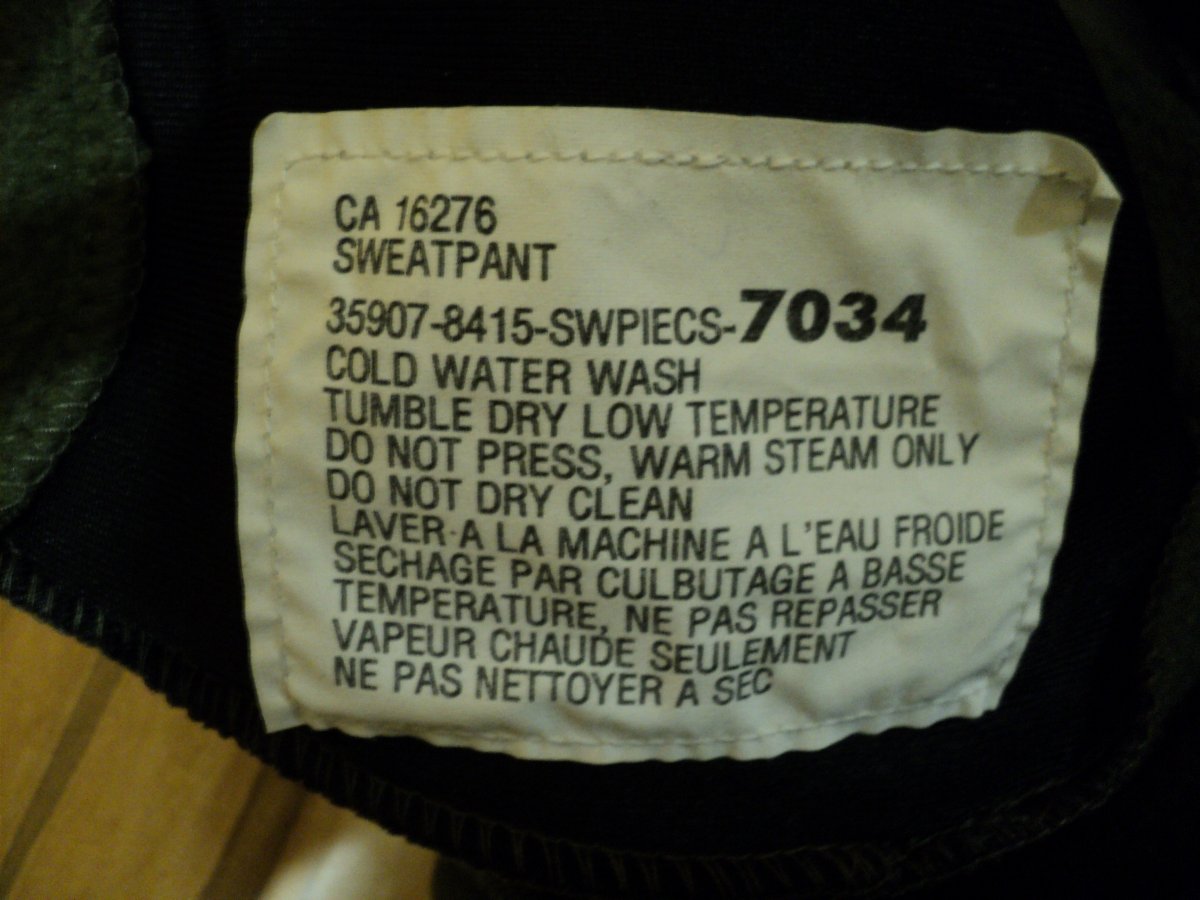 CA 16276
SWEATPANT
35907-8415-SWPIECS-7034
COLD WATER WASH
TUMBLE DRY LOW TEMPERATURE
DO NOT PRESS, WARM STEAM ONLY
DO NOT DRY CLEAN
LAVER A LA MACHINE A L'EAU FROIDE
SECHAGE PAR CULBUTAGE A BASSE
TEMPERATURE, NE PAS REPASSER
VAPEUR CHAUDE SEULEMENT
NE PAS NETTOYER A SEC